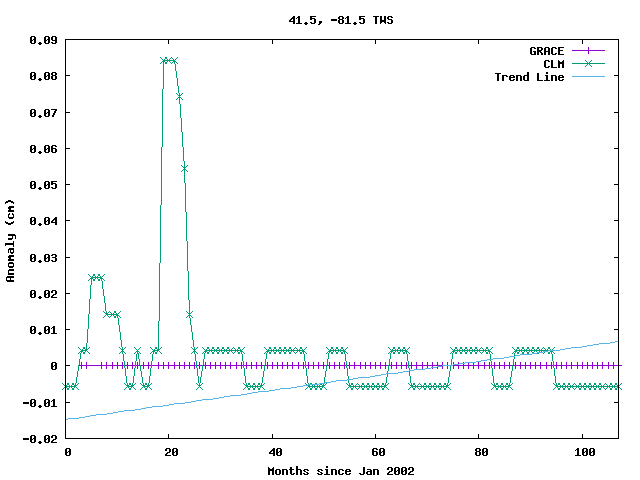 41.5, -81.5 TWS
GRACE
CLM
Trend Line
0.09
0.08
0.07
0.06
0.05
0.04
0.03
0.02
0.01
0
-0.01
-0.02
Anomaly (cm)
0 20 40 60 80 100
Months since Jan 2002